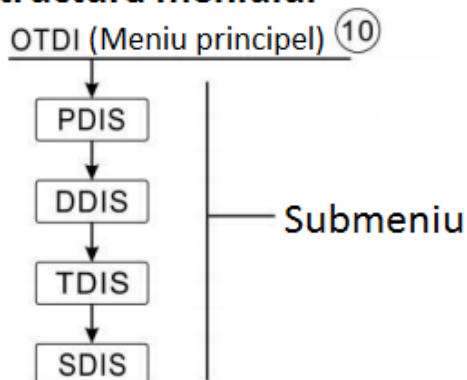 OTDI (Meniu principel) 10
PDIS
DDIS
Submeniu
TDIS
SDIS